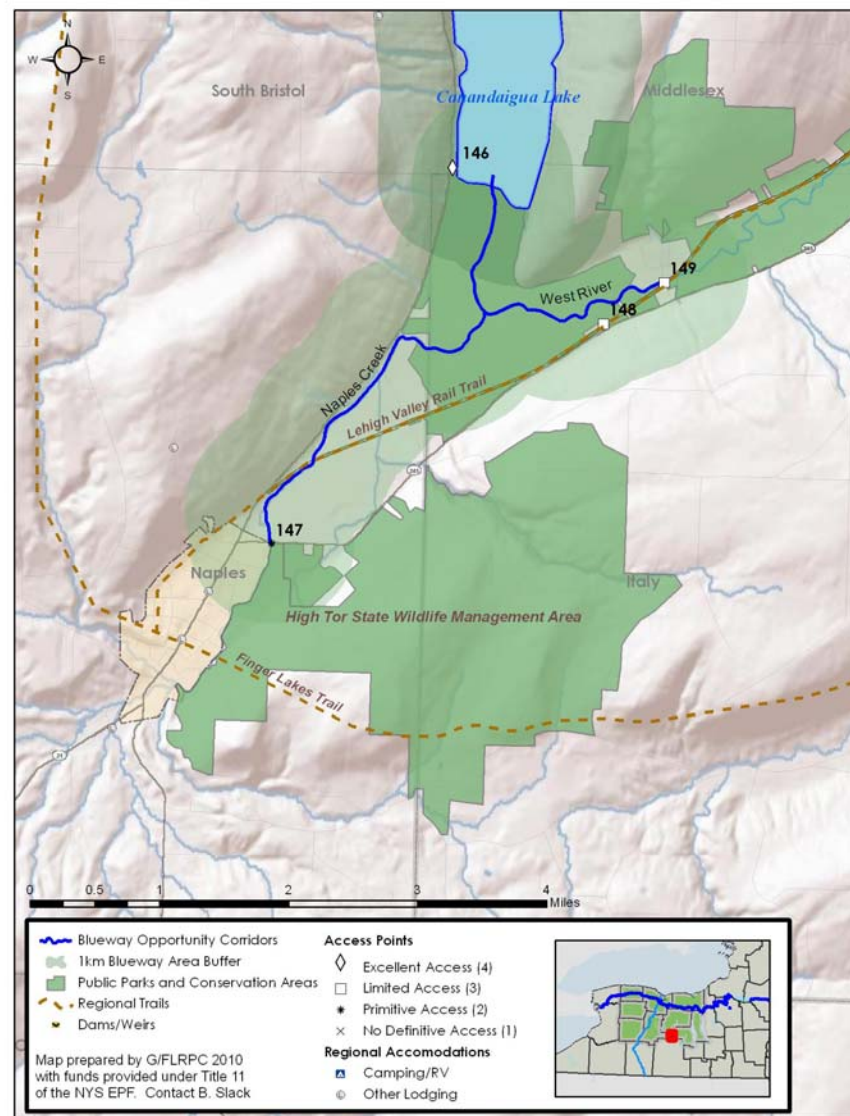 N
W
E
S
South Bristol
Canandaigua Lake
Middlesex
146
149
West River
148
Naples Creek
Lehigh Valley Rail Trail
147
Naples
Italy
High Tor State Wildlife Management Area
Finger Lakes Trail
0 0.5 1 2 3 4
Miles
Blueway Opportunity Corridors
1km Blueway Area Buffer
Public Parks and Conservation Areas
Regional Trails
Dams/Weirs
Map prepared by G/FLRPC 2010
with funds provided under Title 11
of the NYS EPF. Contact B. Slack
Access Points
Excellent Access (4)
Limited Access (3)
Primitive Access (2)
No Definitive Access (1)
Regional Accomodations
Camping/RV
Other Lodging